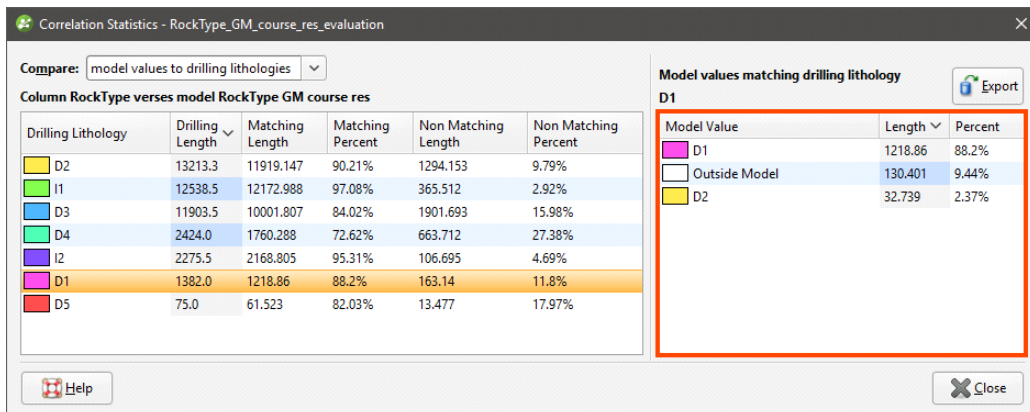 Correlation Statistics - RockType_GM_course_res_evaluation
Compare: model values to drilling lithologies
Column RockType verses model RockType GM course res
Drilling Lithology Drilling Length Matching Length Matching Percent Non Matching Length Non Matching Percent
D2 13213.3 11919.147 90.21% 1294.153 9.79%
I1 12538.5 12172.988 97.08% 365.512 2.92%
D3 11903.5 10001.807 84.02% 1901.693 15.98%
D4 2424.0 1760.288 72.62% 663.712 27.38%
I2 2275.5 2168.805 95.31% 106.695 4.69%
D1 1382.0 1218.86 88.2% 163.14 11.8%
D5 75.0 61.523 82.03% 13.477 17.97%
Model values matching drilling lithology
D1
Export
Model Value Length Percent
D1 1218.86 88.2%
Outside Model 130.401 9.44%
D2 32.739 2.37%
Help
Close